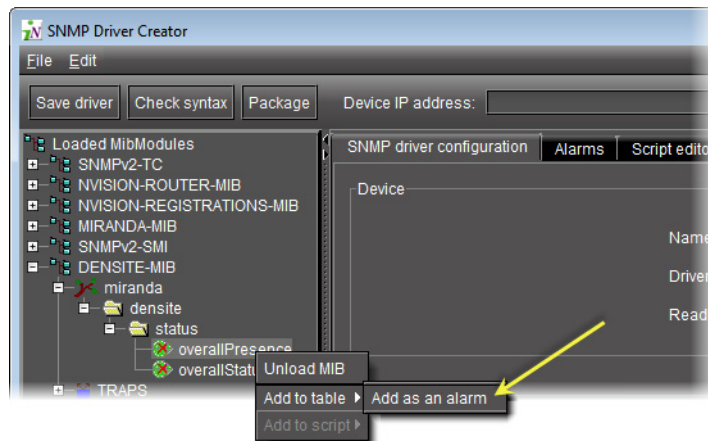 SNMP Driver Creator
File Edit
Save driver Check syntax Package Device IP address:
Loaded MibModules
SNMPv2-TC
NVISION-ROUTER-MIB
NVISION-REGISTRATIONS-MIB
MIRANDA-MIB
SNMPv2-SMI
DENSITE-MIB
miranda
densite
status
overallPresence
overallStatu
TRAPS
SNMP driver configuration Alarms Script edito
Device
Name
Driver
Read
Unload MIB
Add to table Add as an alarm
Add to script